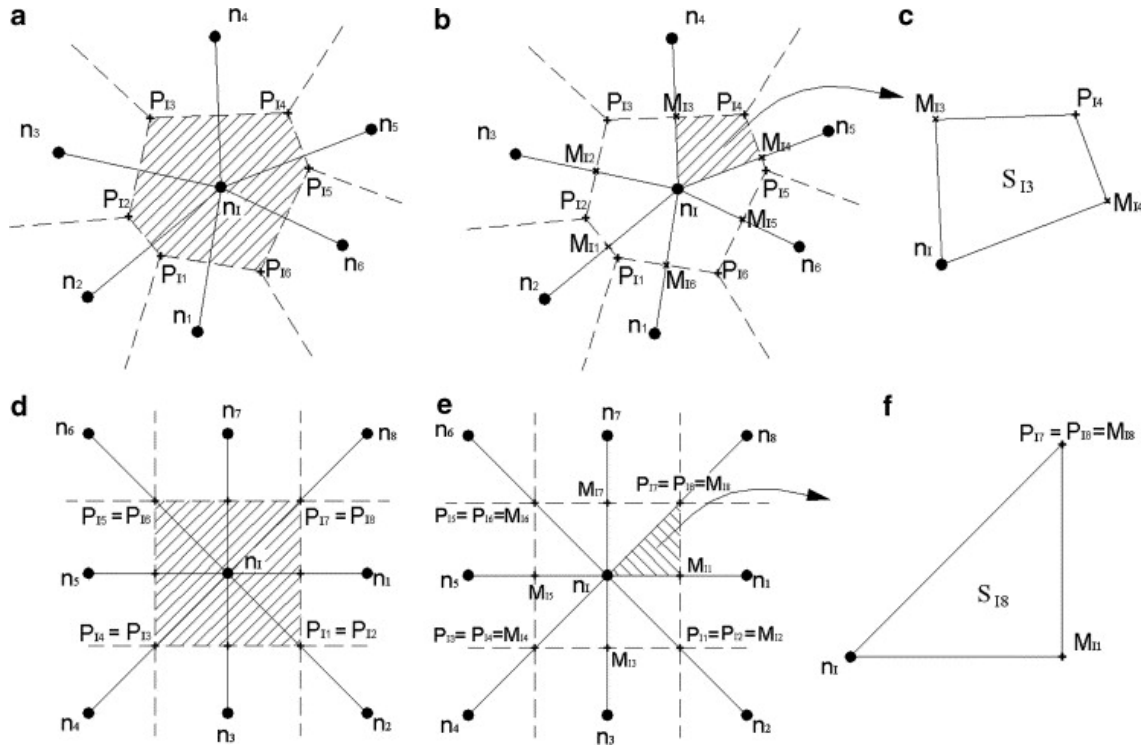 a
n4
PI3 PI4
n3 n5
PI2 PI5
nI
n6
n2 PI1 PI6
n1
b
n4
PI3 MI3 PI4
n3 n5
MI2 MI4
PI2 PI5
nI
MI1 MI5
n2 PI1 MI6 PI6 n6
n1
c
MI3 PI4
SI3
MI4
nI
d
n6 n7 n8
PI5 = PI6 PI7 = PI8
nI
n5 n1
PI4 = PI3 PI1 = PI2
n4 n3 n2
e
n6 n7 n8
MI7 PI7 = PI8 = MI8
PI5 = PI6 = MI6
MI1
n5 nI n1
MI5
PI3 = PI4 = MI4 PI1 = PI2 = MI2
MI3
n4 n3 n2
f
PI7 = PI8 = MI8
SI8
nI MI1